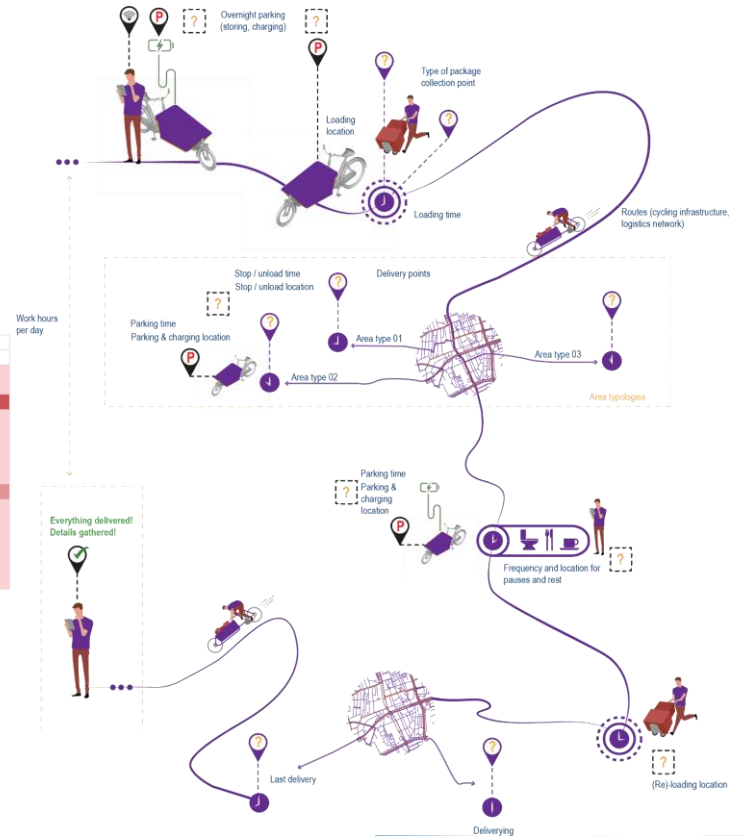 P
?
Overnight parking
(storing, charging)
?
P
?
Type of package
collection point
Loading
location
?
Loading time
Routes (cycling infrastructure,
logistics network)
Work hours
per day
Stop / unload time
Stop / unload location
Delivery points
?
?
?
?
Parking time
Parking & charging location
P
Area type 01
Area type 02
Area type 03
Area typologies
Parking time
Parking &
charging
location
?
P
Frequency and location for
pauses and rest
?
Everything delivered!
Details gathered!
?
Last delivery
?
Deliverying
?
(Re)-loading location